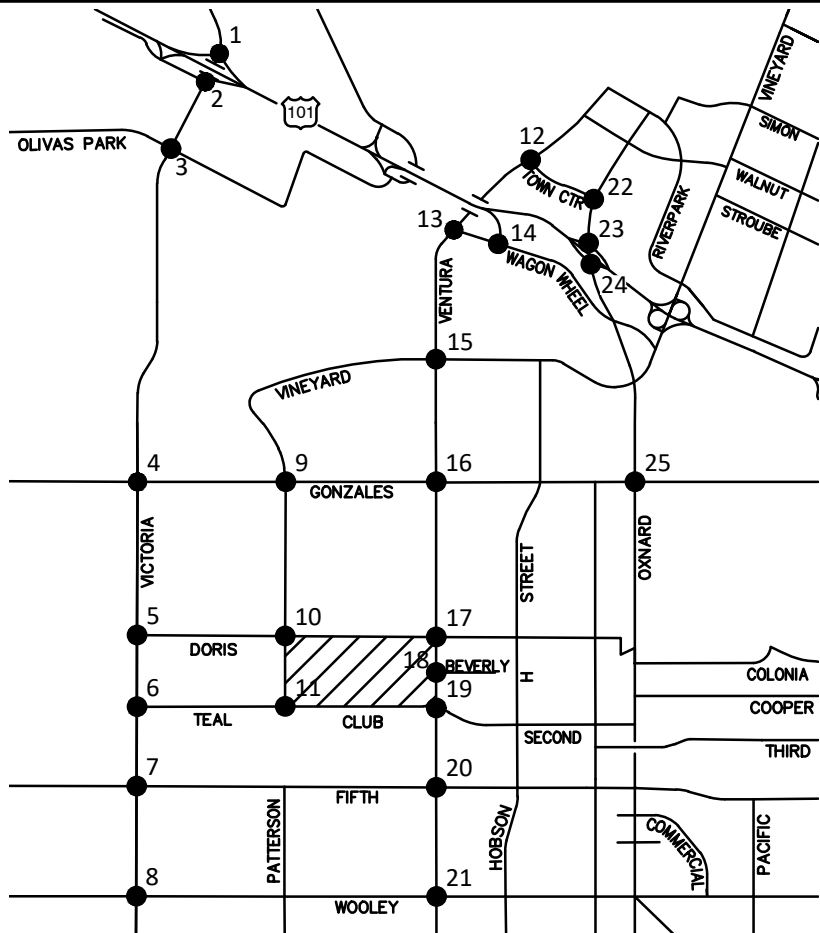 1
2
101
VINEYARD
SIMON
OLIVAS PARK
3
12
TOWN CTR
22
WALNUT
STROUBE
RIVERPARK
13
14
23
24
WAGON WHEEL
VENTURA
15
VINEYARD
4
9
16
25
GONZALES
VICTORIA
STREET
OXNARD
5
10
17
DORIS
18
BEVERLY
H
COLONIA
6
11
19
COOPER
TEAL
CLUB
SECOND
THIRD
7
20
FIFTH
PATTERSON
HOBSON
COMMERCIAL
PACIFIC
8
21
WOOLEY